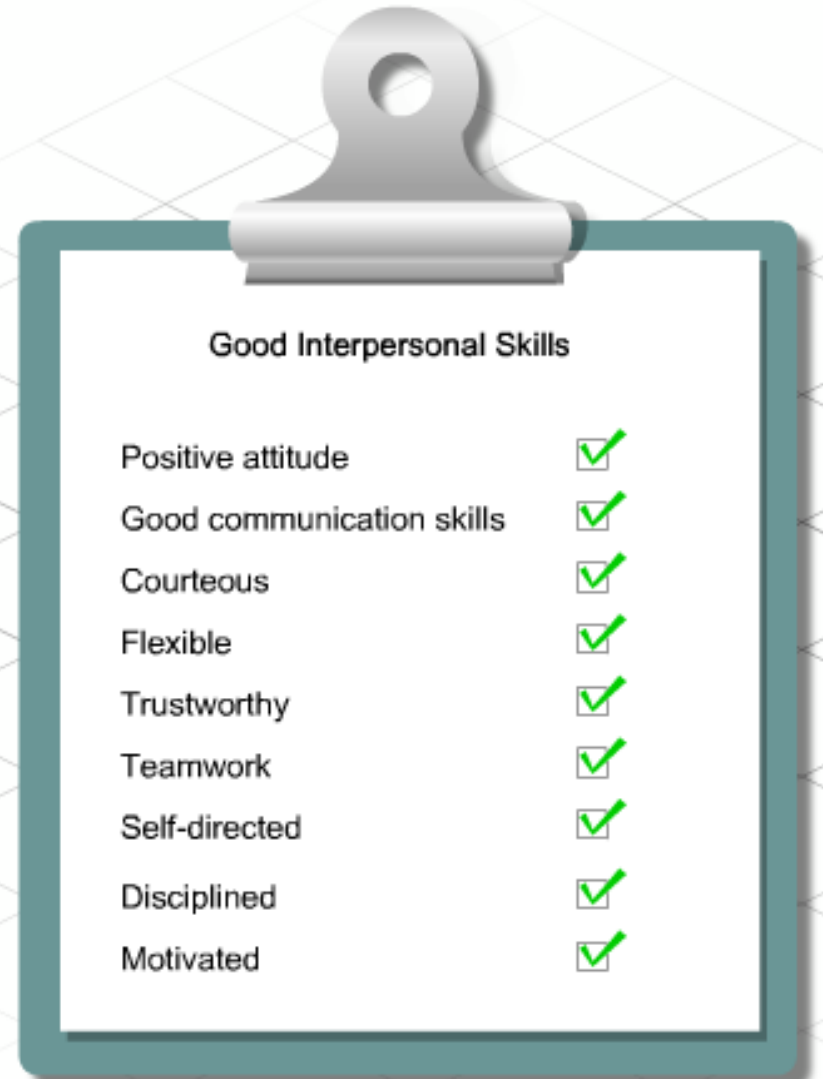 Good Interpersonal Skills
Positive attitude
Good communication skills
Courteous
Flexible
Trustworthy
Teamwork
Self-directed
Disciplined
Motivated